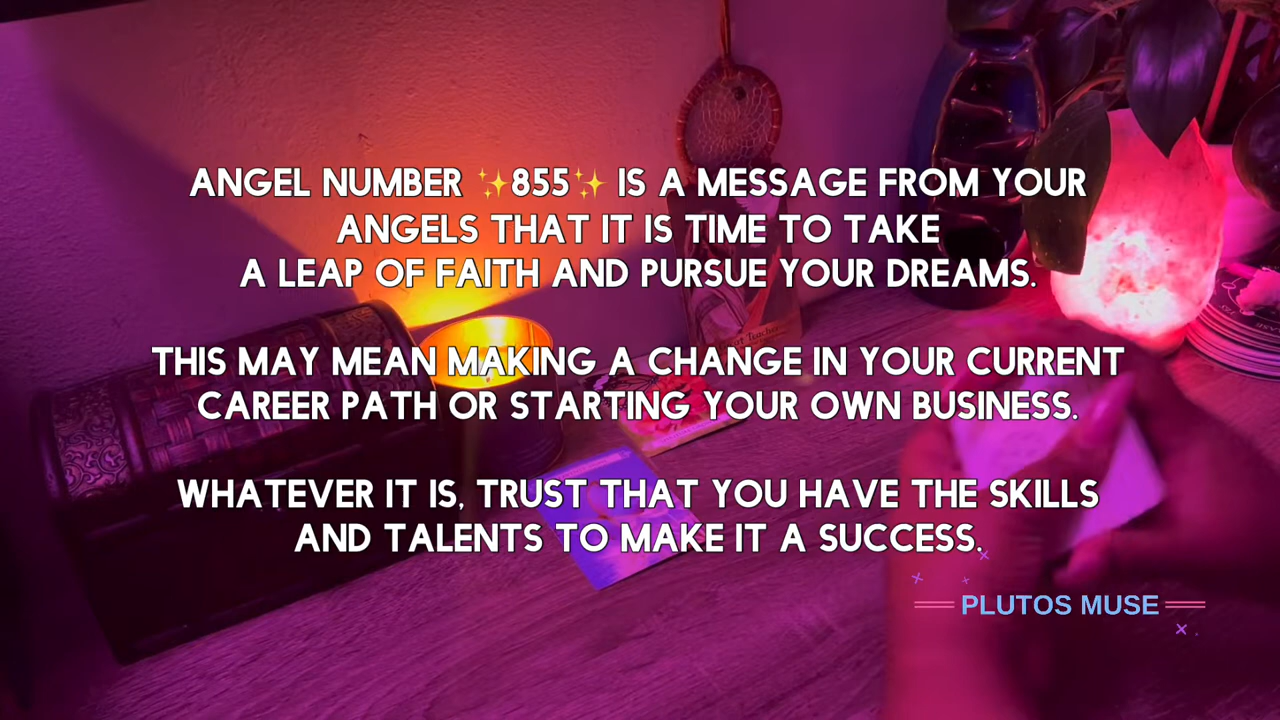 ANGEL NUMBER ✨855✨ IS A MESSAGE FROM YOUR
ANGELS THAT IT IS TIME TO TAKE
A LEAP OF FAITH AND PURSUE YOUR DREAMS.
THIS MAY MEAN MAKING A CHANGE IN YOUR CURRENT
CAREER PATH OR STARTING YOUR OWN BUSINESS.
WHATEVER IT IS, TRUST THAT YOU HAVE THE SKILLS
AND TALENTS TO MAKE IT A SUCCESS.
PLUTOS MUSE